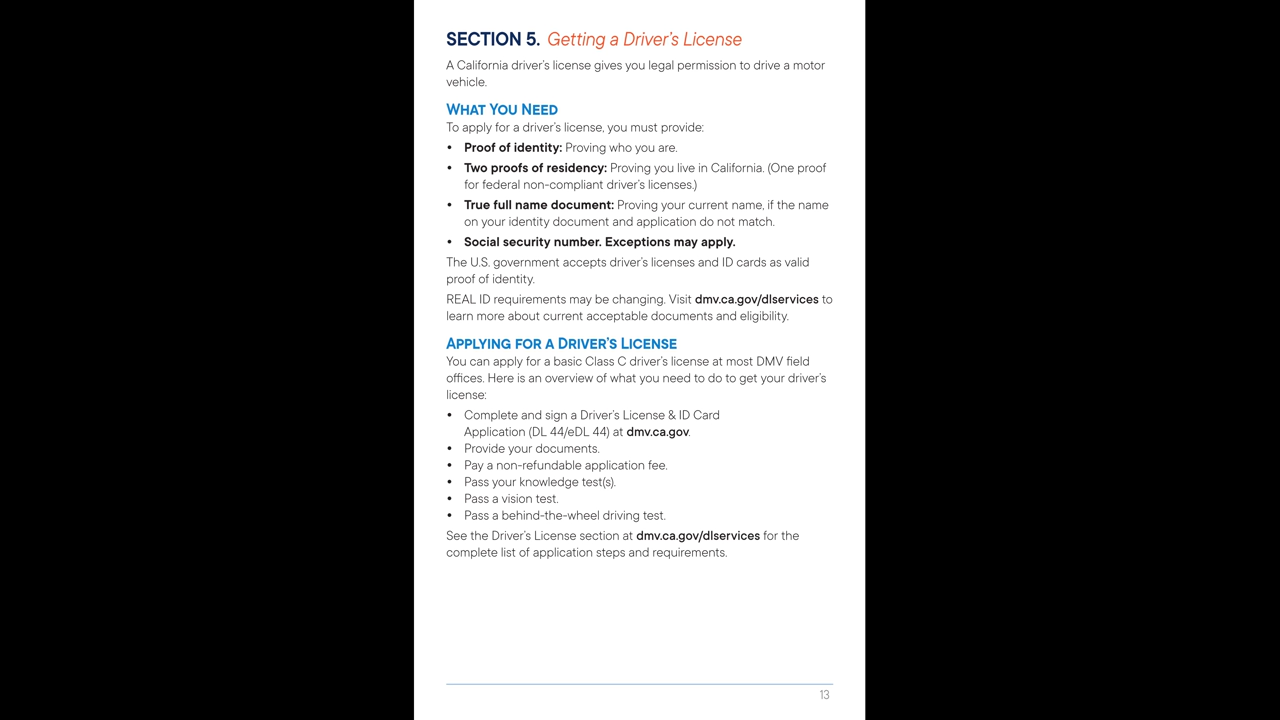 SECTION 5. Getting a Driver's License
A California driver's license gives you legal permission to drive a motor
vehicle.
WHAT YOU NEED
To apply for a driver's license, you must provide:
• Proof of identity: Proving who you are.
• Two proofs of residency: Proving you live in California. (One proof
for federal non-compliant driver's licenses.)
• True full name document: Proving your current name, if the name
on your identity document and application do not match.
• Social security number. Exceptions may apply.
The U.S. government accepts driver's licenses and ID cards as valid
proof of identity.
REAL ID requirements may be changing. Visit dmv.ca.gov/dlservices to
learn more about current acceptable documents and eligibility.
APPLYING FOR A DRIVER'S LICENSE
You can apply for a basic Class C driver's license at most DMV field
offices. Here is an overview of what you need to do to get your driver's
license:
• Complete and sign a Driver's License & ID Card
Application (DL 44/eDL 44) at dmv.ca.gov.
• Provide your documents.
• Pay a non-refundable application fee.
• Pass your knowledge test(s).
• Pass a vision test.
• Pass a behind-the-wheel driving test.
See the Driver's License section at dmv.ca.gov/dlservices for the
complete list of application steps and requirements.
13